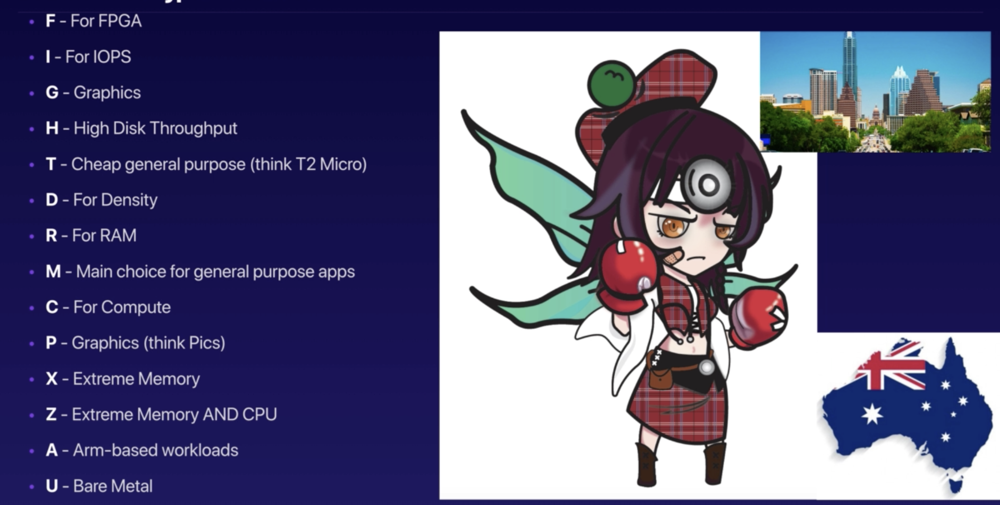 F - For FPGA
I - For IOPS
G - Graphics
H - High Disk Throughput
T - Cheap general purpose (think T2 Micro)
D - For Density
R - For RAM
M - Main choice for general purpose apps
C - For Compute
P - Graphics (think Pics)
X - Extreme Memory
Z - Extreme Memory AND CPU
A - Arm-based workloads
U - Bare Metal